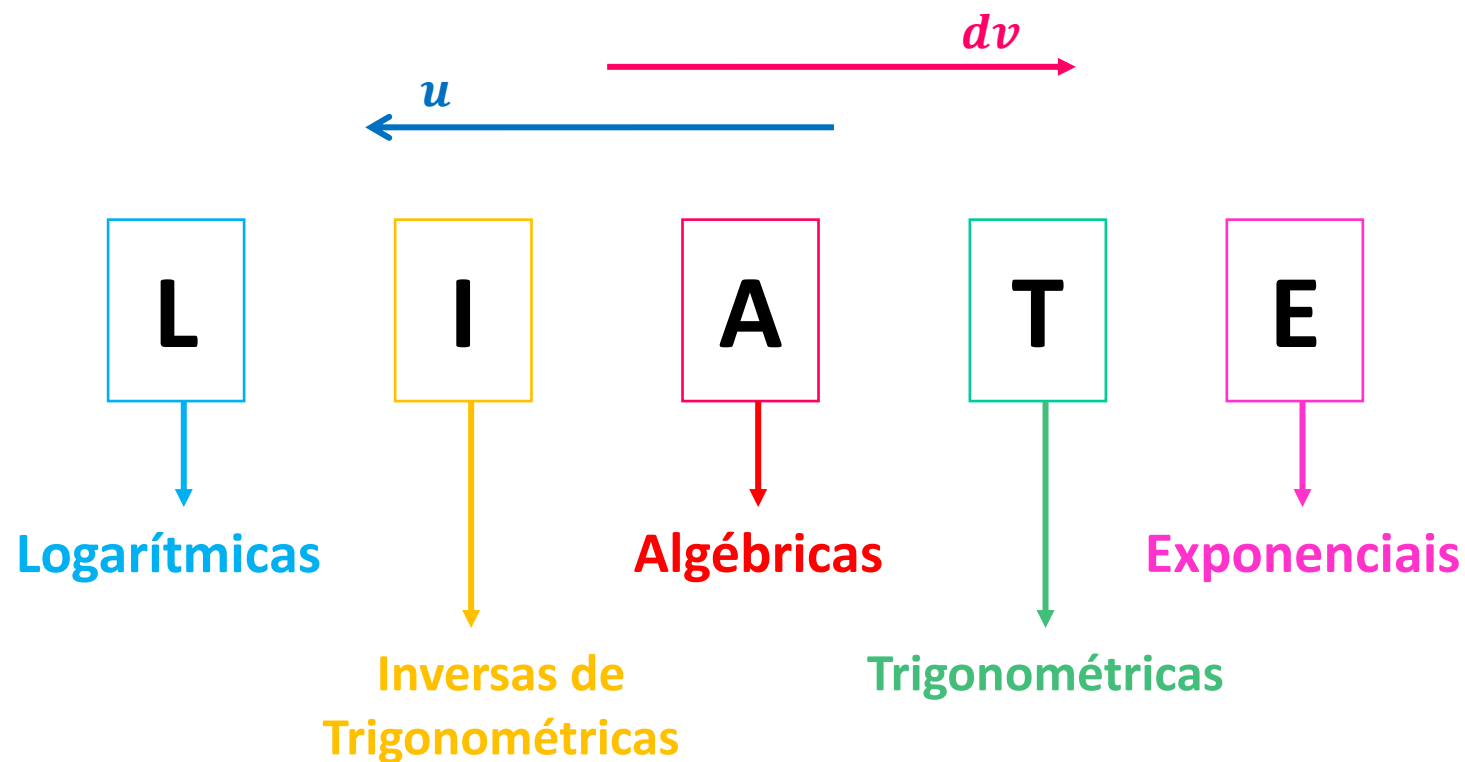 dv
u
L I A T E
Logarítmicas Algébricas Exponenciais
Inversas de Trigonométricas
Trigonométricas